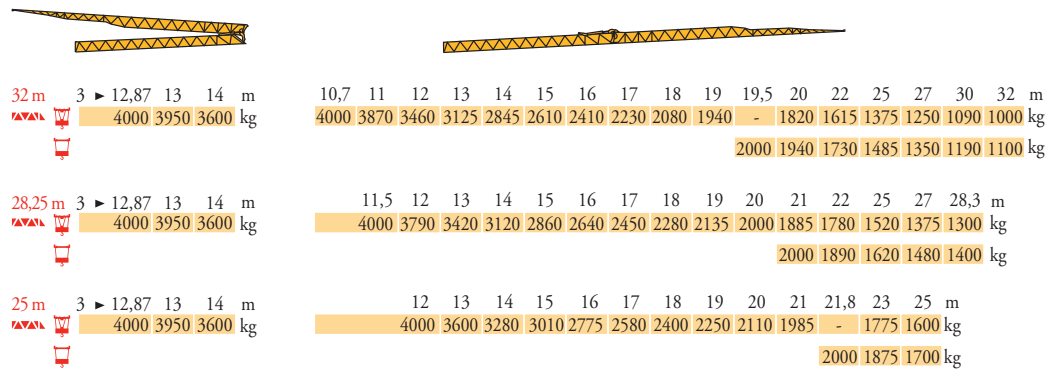 32 m 3 ► 12,87 13 14 m 10,7 11 12 13 14 15 16 17 18 19 19,5 20 22 25 27 30 32 m
4000 3950 3600 kg 4000 3870 3460 3125 2845 2610 2410 2230 2080 1940 - 1820 1615 1375 1250 1090 1000 kg
2000 1940 1730 1485 1350 1190 1100 kg
28,25 m 3 ► 12,87 13 14 m 11,5 12 13 14 15 16 17 18 19 20 21 22 25 27 28,3 m
4000 3950 3600 kg 4000 3790 3420 3120 2860 2640 2450 2280 2135 2000 1885 1780 1520 1375 1300 kg
2000 1890 1620 1480 1400 kg
25 m 3 ► 12,87 13 14 m 12 13 14 15 16 17 18 19 20 21 21,8 23 25 m
4000 3950 3600 kg 4000 3600 3280 3010 2775 2580 2400 2250 2110 1985 - 1775 1600 kg
2000 1875 1700 kg